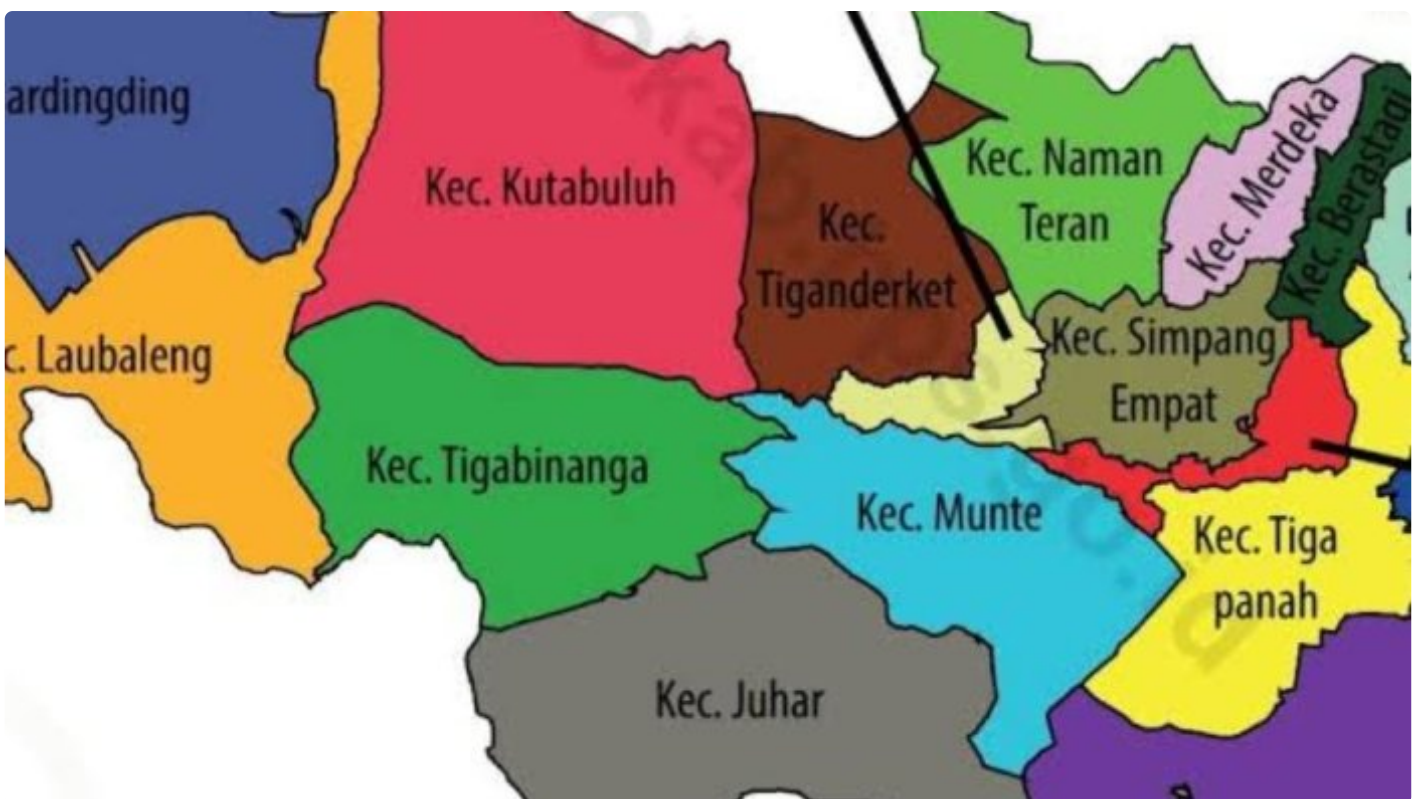 ardingding
Kec. Kutabuluh
Kec. Naman
Teran
Kec. Merdeka
Kec. Berastagi
Kec.
Tiganderket
c. Laubaleng
Kec. Simpang
Empat
Kec. Tigabinanga
Kec. Munte
Kec. Tiga
panah
Kec. Juhar